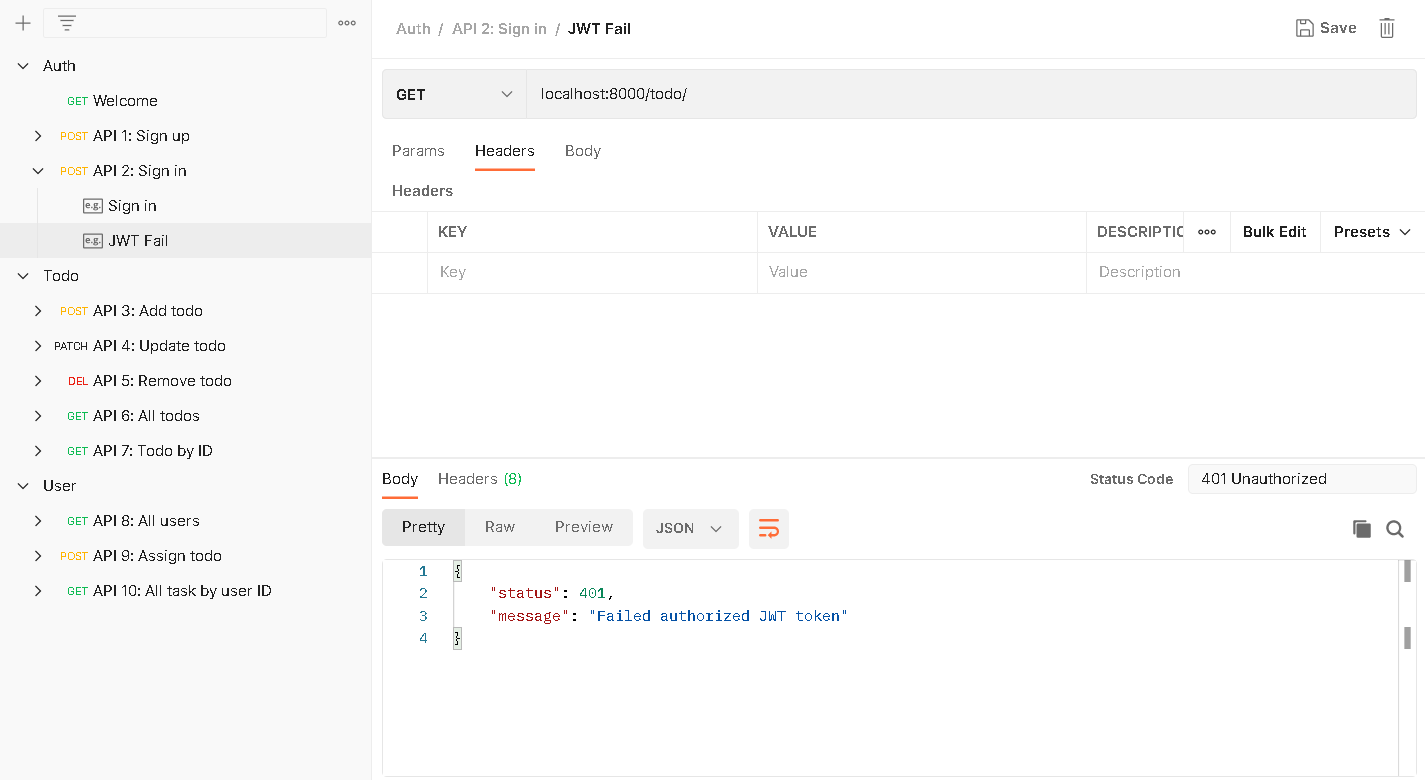 Auth
GET Welcome
POST API 1: Sign up
POST API 2: Sign in
e.g. Sign in
e.g. JWT Fail
Todo
POST API 3: Add todo
PATCH API 4: Update todo
DEL API 5: Remove todo
GET API 6: All todos
GET API 7: Todo by ID
User
GET API 8: All users
POST API 9: Assign todo
GET API 10: All task by user ID
Auth / API 2: Sign in / JWT Fail
Save
GET localhost:8000/todo/
Params Headers Body
Headers
KEY VALUE DESCRIPTIO Bulk Edit Presets
Key Value Description
Body Headers (8) Status Code 401 Unauthorized
Pretty Raw Preview JSON
1 {
2 "status": 401,
3 "message": "Failed authorized JWT token"
4 }